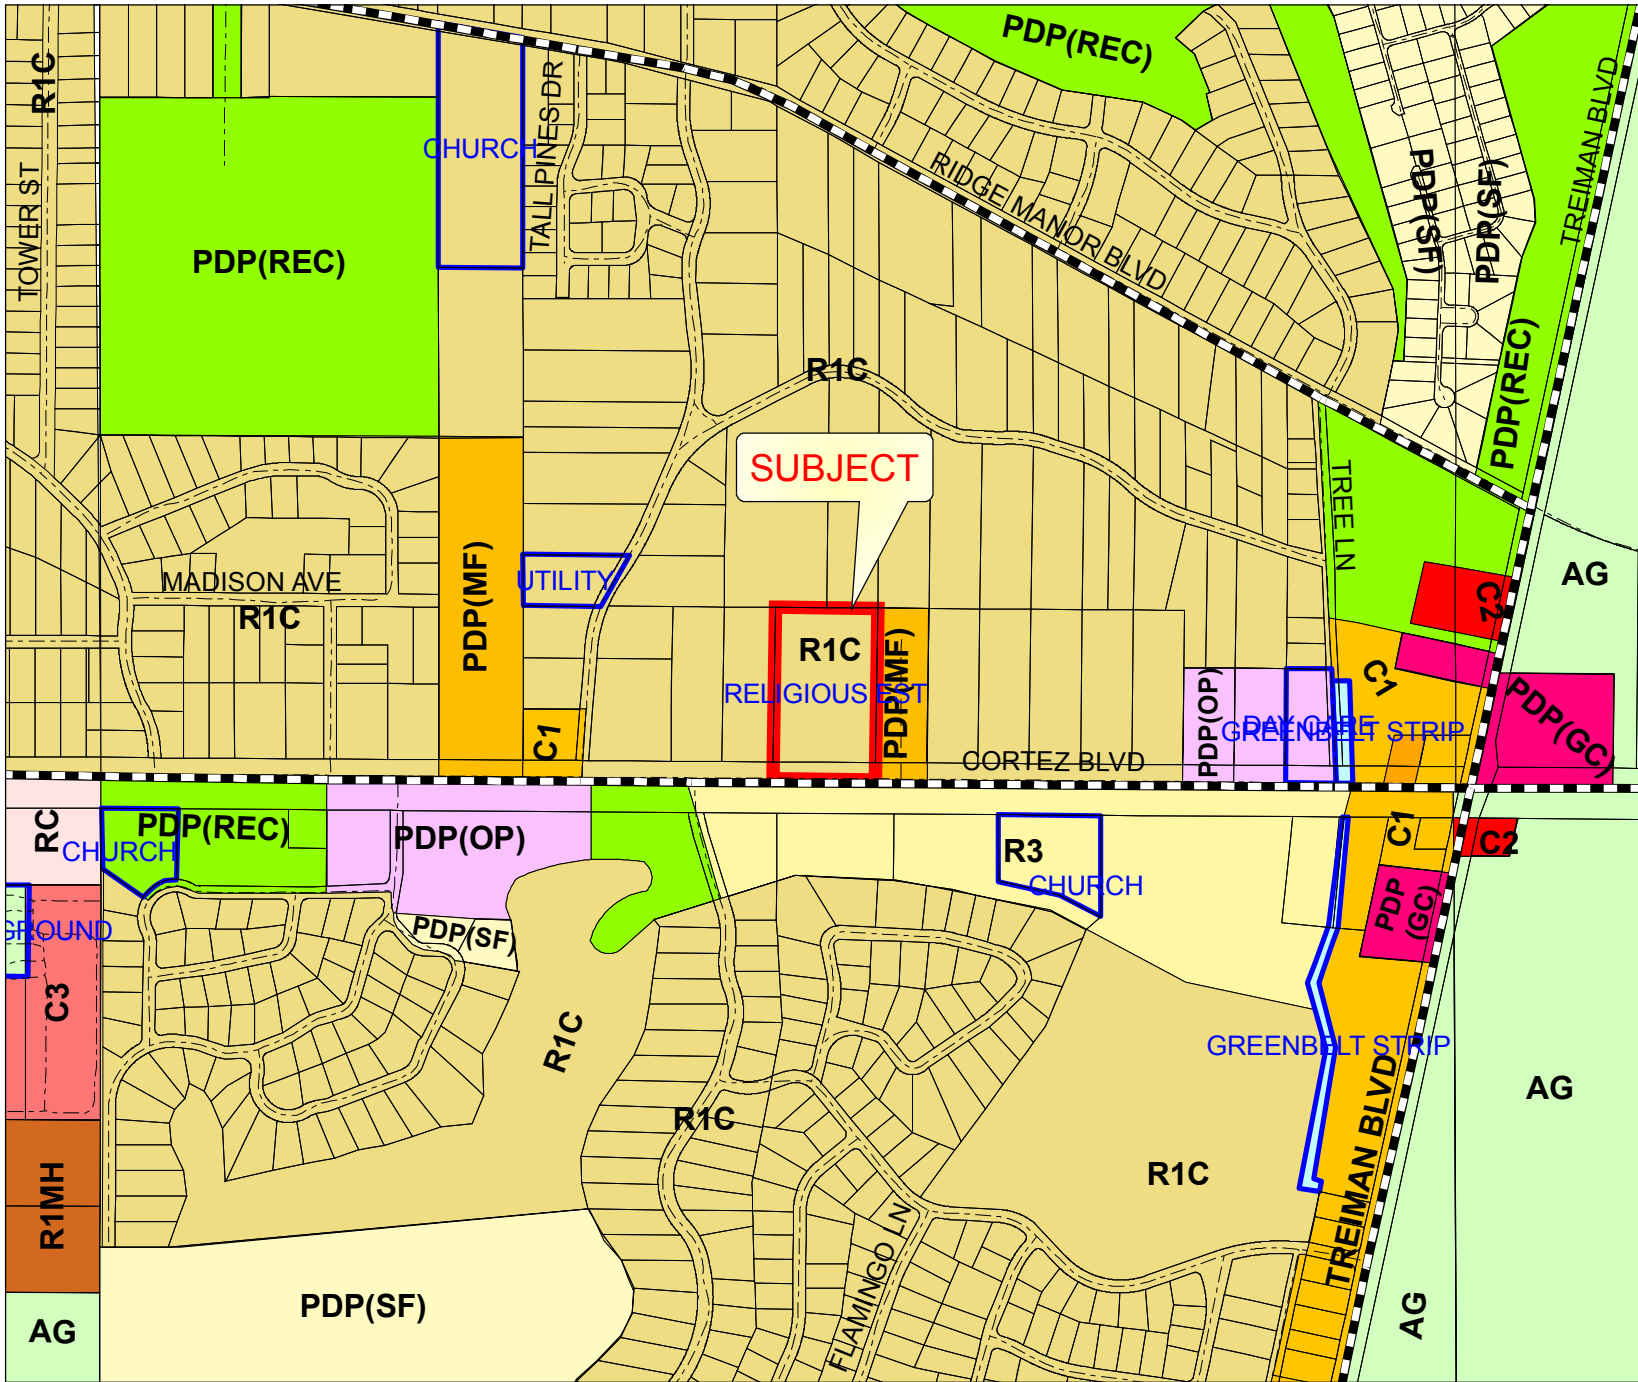 PDP(REC)
R1C
TREIMAN BLVD
TALL PINES DR
CHURCH
TOWER ST
RIDGE MANOR BLVD
PDP(SF)
PDP(SF)
PDP(REC)
R1C
PDP(REC)
SUBJECT
TREE LN
MADISON AVE
UTILITY
AG
R1C
PDP(MF)
C2
R1C
PDP(MF)
RELIGIOUS EST
C1
PDP(OP)
DAY CARE
GREENBELT STRIP
PDP(GC)
C1
CORTEZ BLVD
RC
PDP(REC)
PDP(OP)
CHURCH
R3
CHURCH
C1
C2
PDP
(GC)
GROUND
PDP(SF)
C3
R1C
GREENBELT STRIP
R1C
AG
R1C
TREIMAN BLVD
R1MH
FLAMINGO LN
PDP(SF)
AG
AG